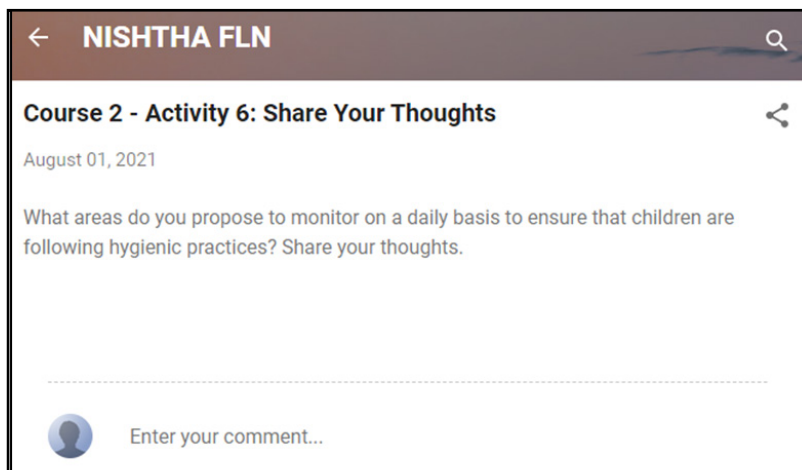 NISHTHA FLN
Course 2 - Activity 6: Share Your Thoughts
August 01, 2021
What areas do you propose to monitor on a daily basis to ensure that children are
following hygienic practices? Share your thoughts.
Enter your comment...